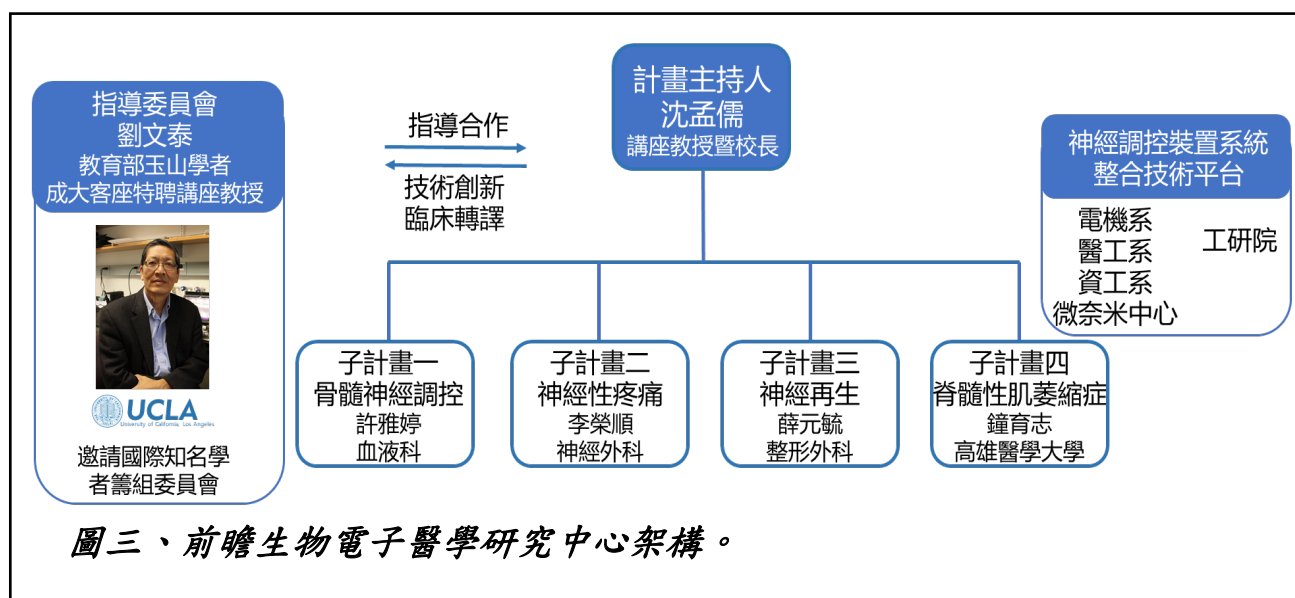 指導委員會
劉文泰
教育部玉山學者
成大客座特聘講座教授
UCLA
University of California, Los Angeles
邀請國際知名學
者籌組委員會
指導合作
技術創新
臨床轉譯
計畫主持人
沈孟儒
講座教授暨校長
神經調控裝置系統
整合技術平台
電機系
醫工系
資工系
微奈米中心
工研院
子計畫一
骨髓神經調控
許雅婷
血液科
子計畫二
神經性疼痛
李榮順
神經外科
子計畫三
神經再生
薛元毓
整形外科
子計畫四
脊髓性肌萎縮症
鐘育志
高雄醫學大學
圖三、前瞻生物電子醫學研究中心架構。